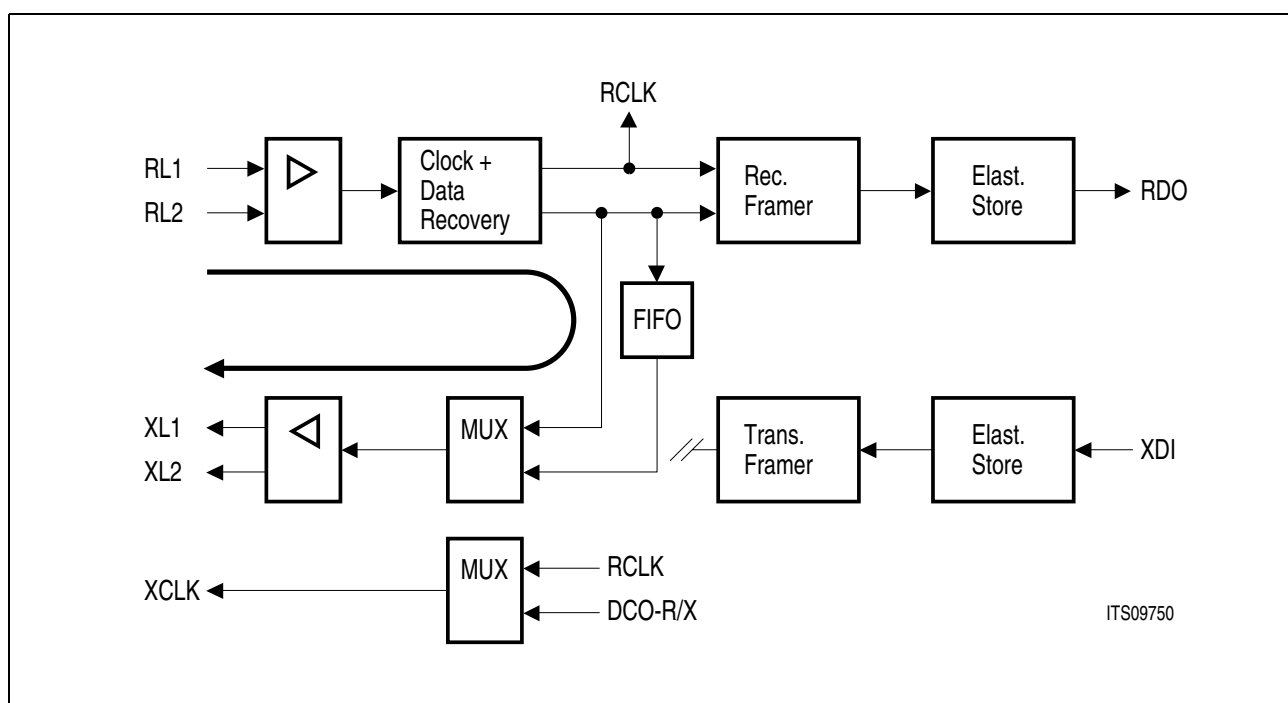 RCLK
RL1
RL2
Clock +
Data
Recovery
Rec.
Framer
Elast.
Store
RDO
FIFO
XL1
XL2
MUX
Trans.
Framer
Elast.
Store
XDI
XCLK
MUX
RCLK
DCO-R/X
ITS09750